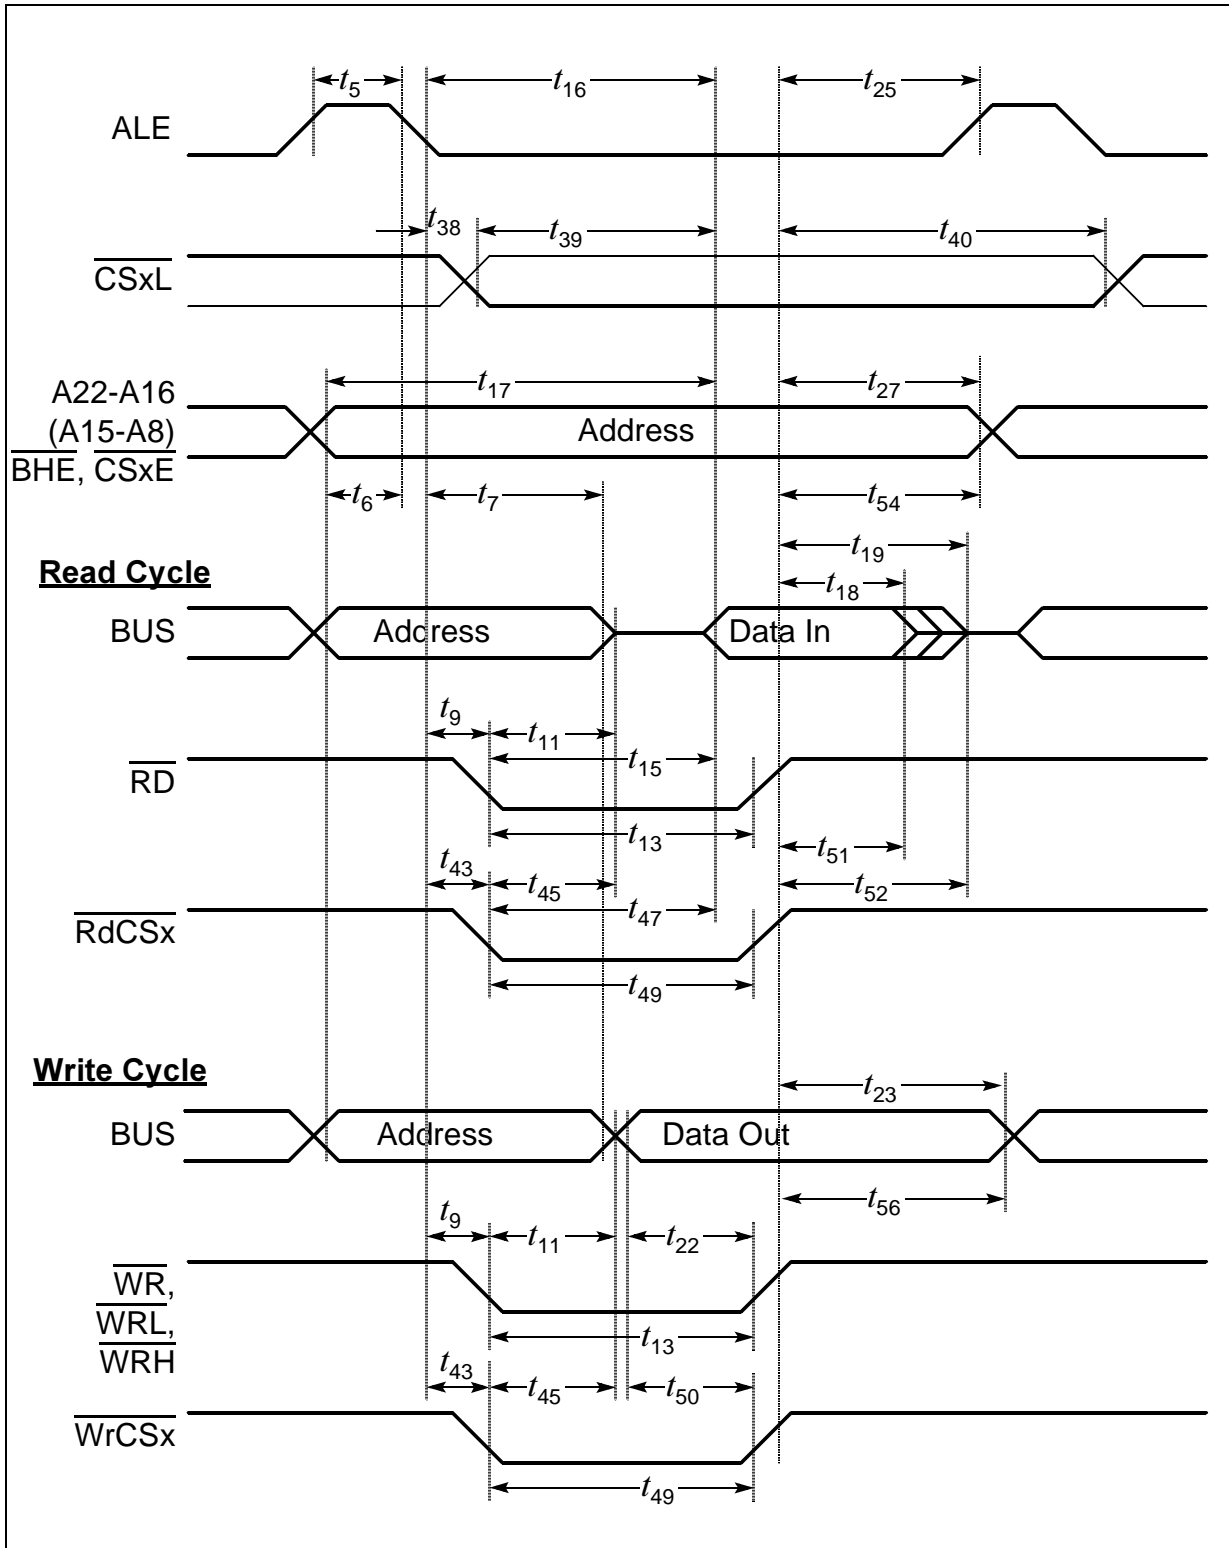 t5 t16 t25
ALE
t38 t39 t40
CSxL
t17 t27
A22-A16
(A15-A8)
BHE, CSxE
Address
t6 t7 t54
t19
Read Cycle
t18
BUS Address Data In
t9 t11
t15
RD
t13 t51
t43 t45 t52
t47
RdCSx
t49
Write Cycle
t23
BUS Address Data Out
t56
t9 t11 t22
WR,
WRL,
t13
WRH
t43 t45 t50
WrCSx
t49